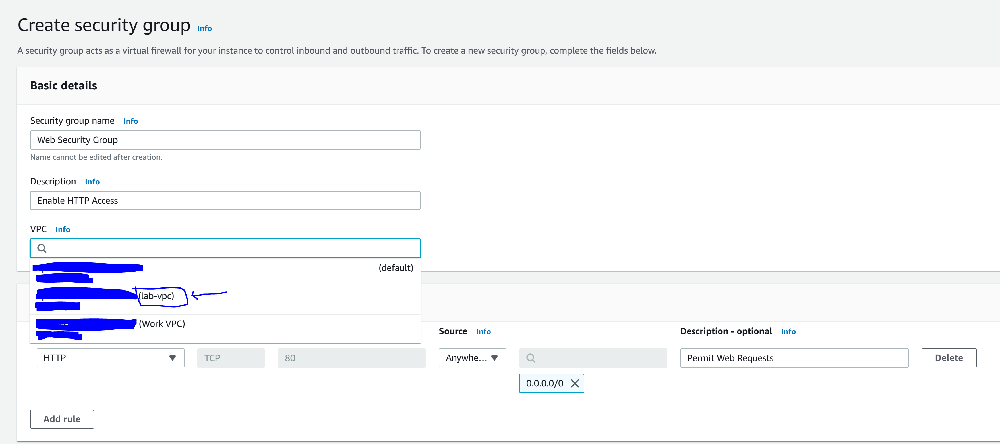 Create security group Info
A security group acts as a virtual firewall for your instance to control inbound and outbound traffic. To create a new security group, complete the fields below.
Basic details
Security group name Info
Web Security Group
Name cannot be edited after creation.
Description Info
Enable HTTP Access
VPC Info
(default)
(lab-vpc)
(Work VPC)
Source Info
Description - optional Info
HTTP
TCP
80
Anywhe...
Permit Web Requests
Delete
0.0.0.0/0
Add rule